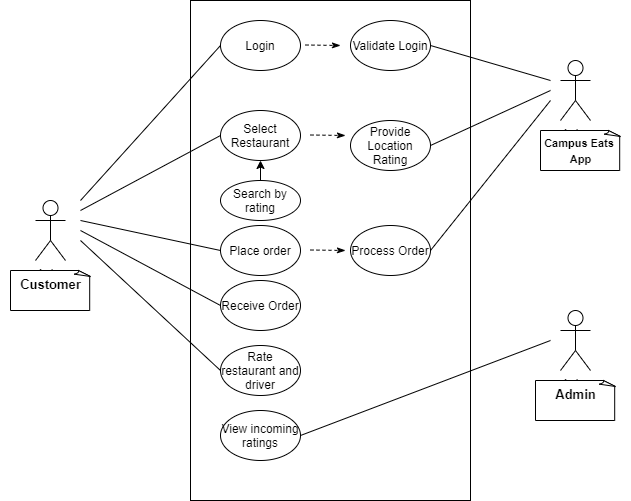 Login
Validate Login
Select
Restaurant
Provide
Location
Rating
Search by
rating
Place order
Process Order
Receive Order
Rate
restaurant and
driver
View incoming
ratings
Customer
Campus Eats
App
Admin